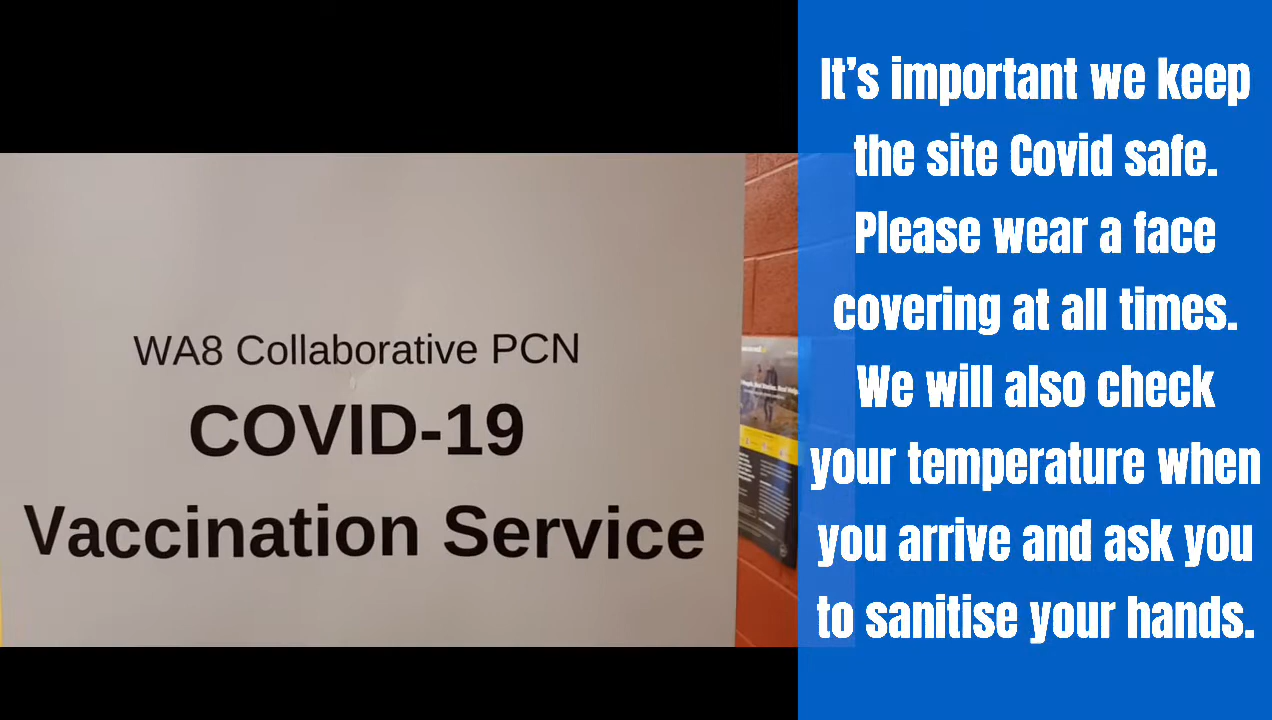 WA8 Collaborative PCN
COVID-19
Vaccination Service
It's important we keep
the site Covid safe.
Please wear a face
covering at all times.
We will also check
your temperature when
you arrive and ask you
to sanitise your hands.